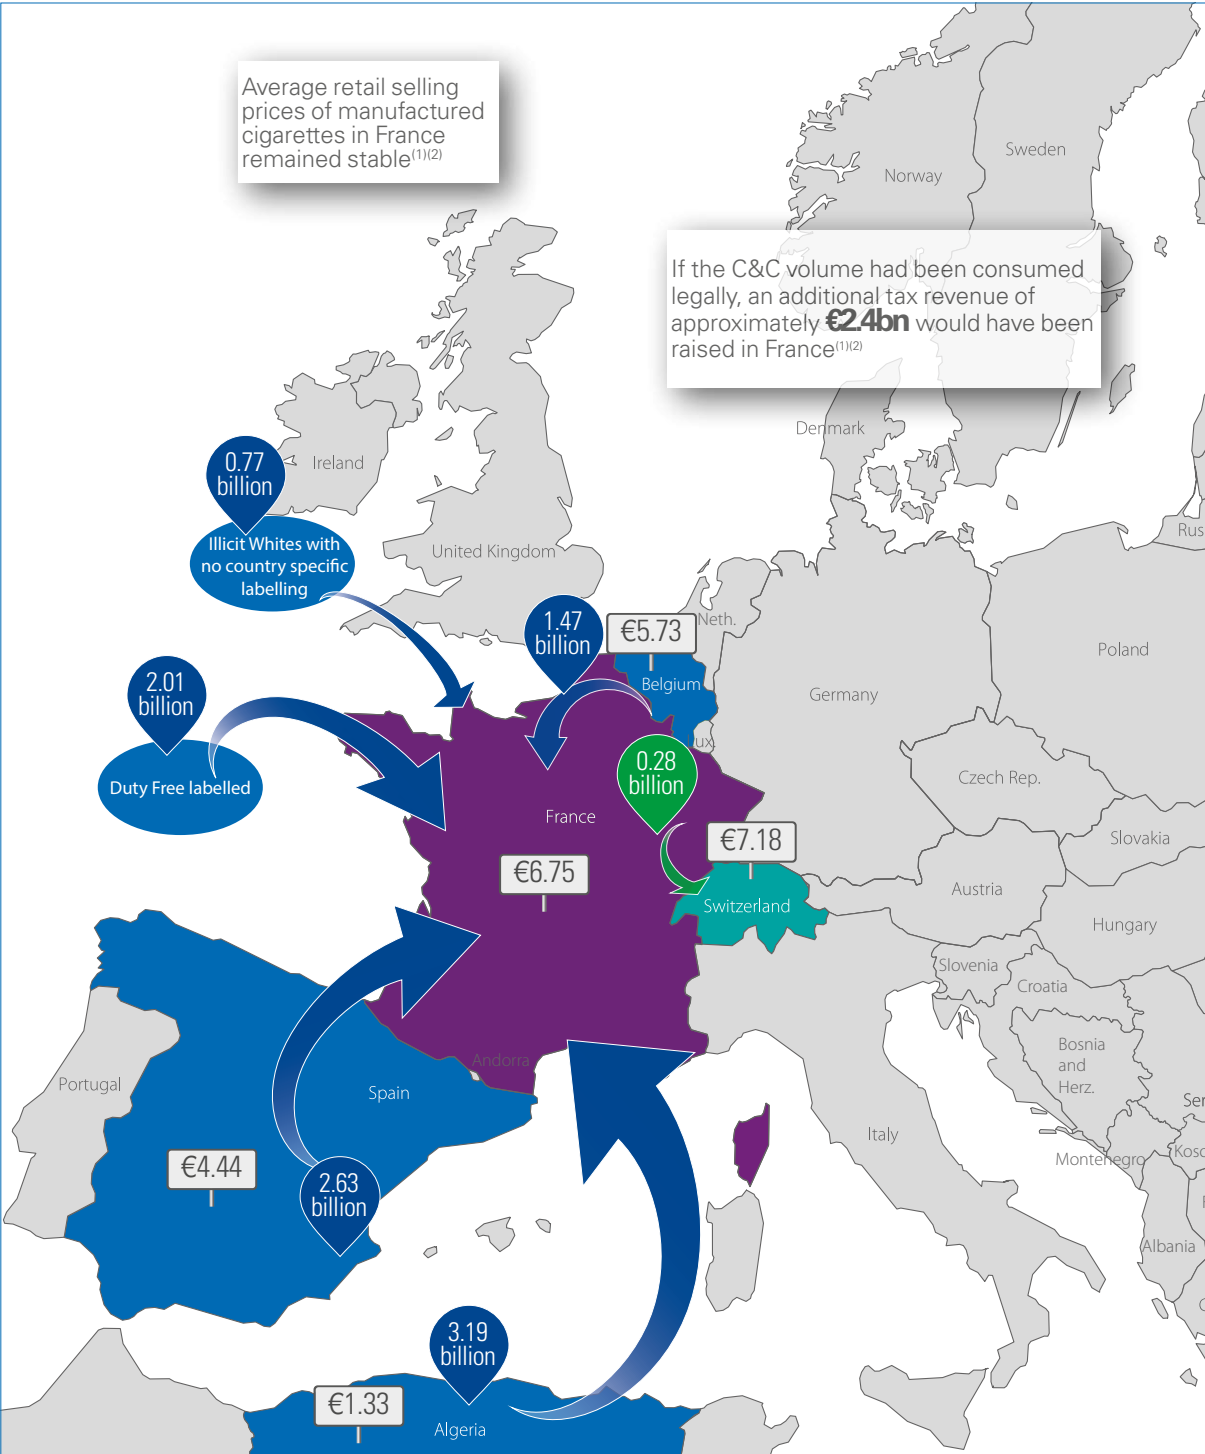 Average retail selling
prices of manufactured
cigarettes in France
remained stable(1)(2)
Sweden
Norway
If the C&C volume had been consumed
legally, an additional tax revenue of
approximately €2.4bn would have been
raised in France(1)(2)
Denmark
0.77
billion
Ireland
Illicit Whites with
no country specific
labelling
United Kingdom
Rus
1.47
billion
€5.73
Neth.
Poland
2.01
billion
Belgium
Germany
Lux.
0.28
billion
Czech Rep.
Duty Free labelled
France
€7.18
Slovakia
€6.75
Austria
Switzerland
Hungary
Slovenia
Croatia
Andorra
Bosnia
and
Herz.
Portugal
Spain
Ser
Italy
€4.44
Montenegro
Koso
2.63
billion
Albania
3.19
billion
€1.33
Algeria